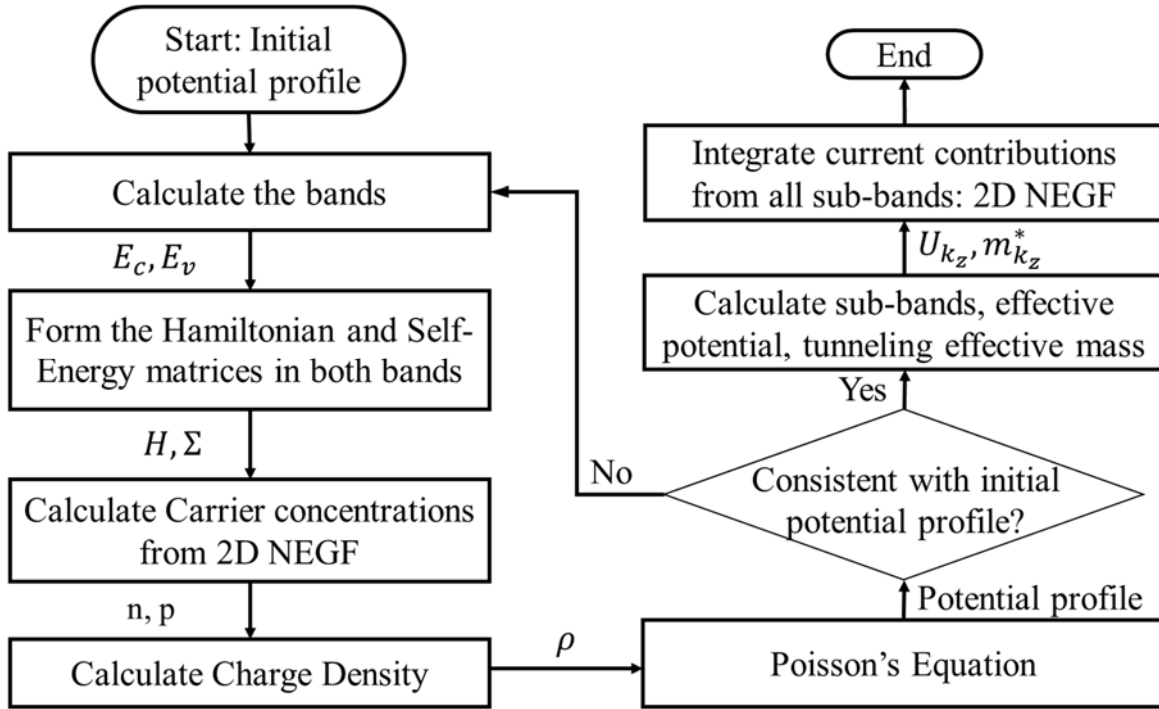 Start: Initial
potential profile
Calculate the bands
E_c, E_v
Form the Hamiltonian and Self-
Energy matrices in both bands
H, Σ
Calculate Carrier concentrations
from 2D NEGF
n, p
Calculate Charge Density
ρ
Poisson’s Equation
Potential profile
Consistent with initial
potential profile?
No
Yes
Calculate sub-bands, effective
potential, tunneling effective mass
U_{k_z}, m^*_{k_z}
Integrate current contributions
from all sub-bands: 2D NEGF
End